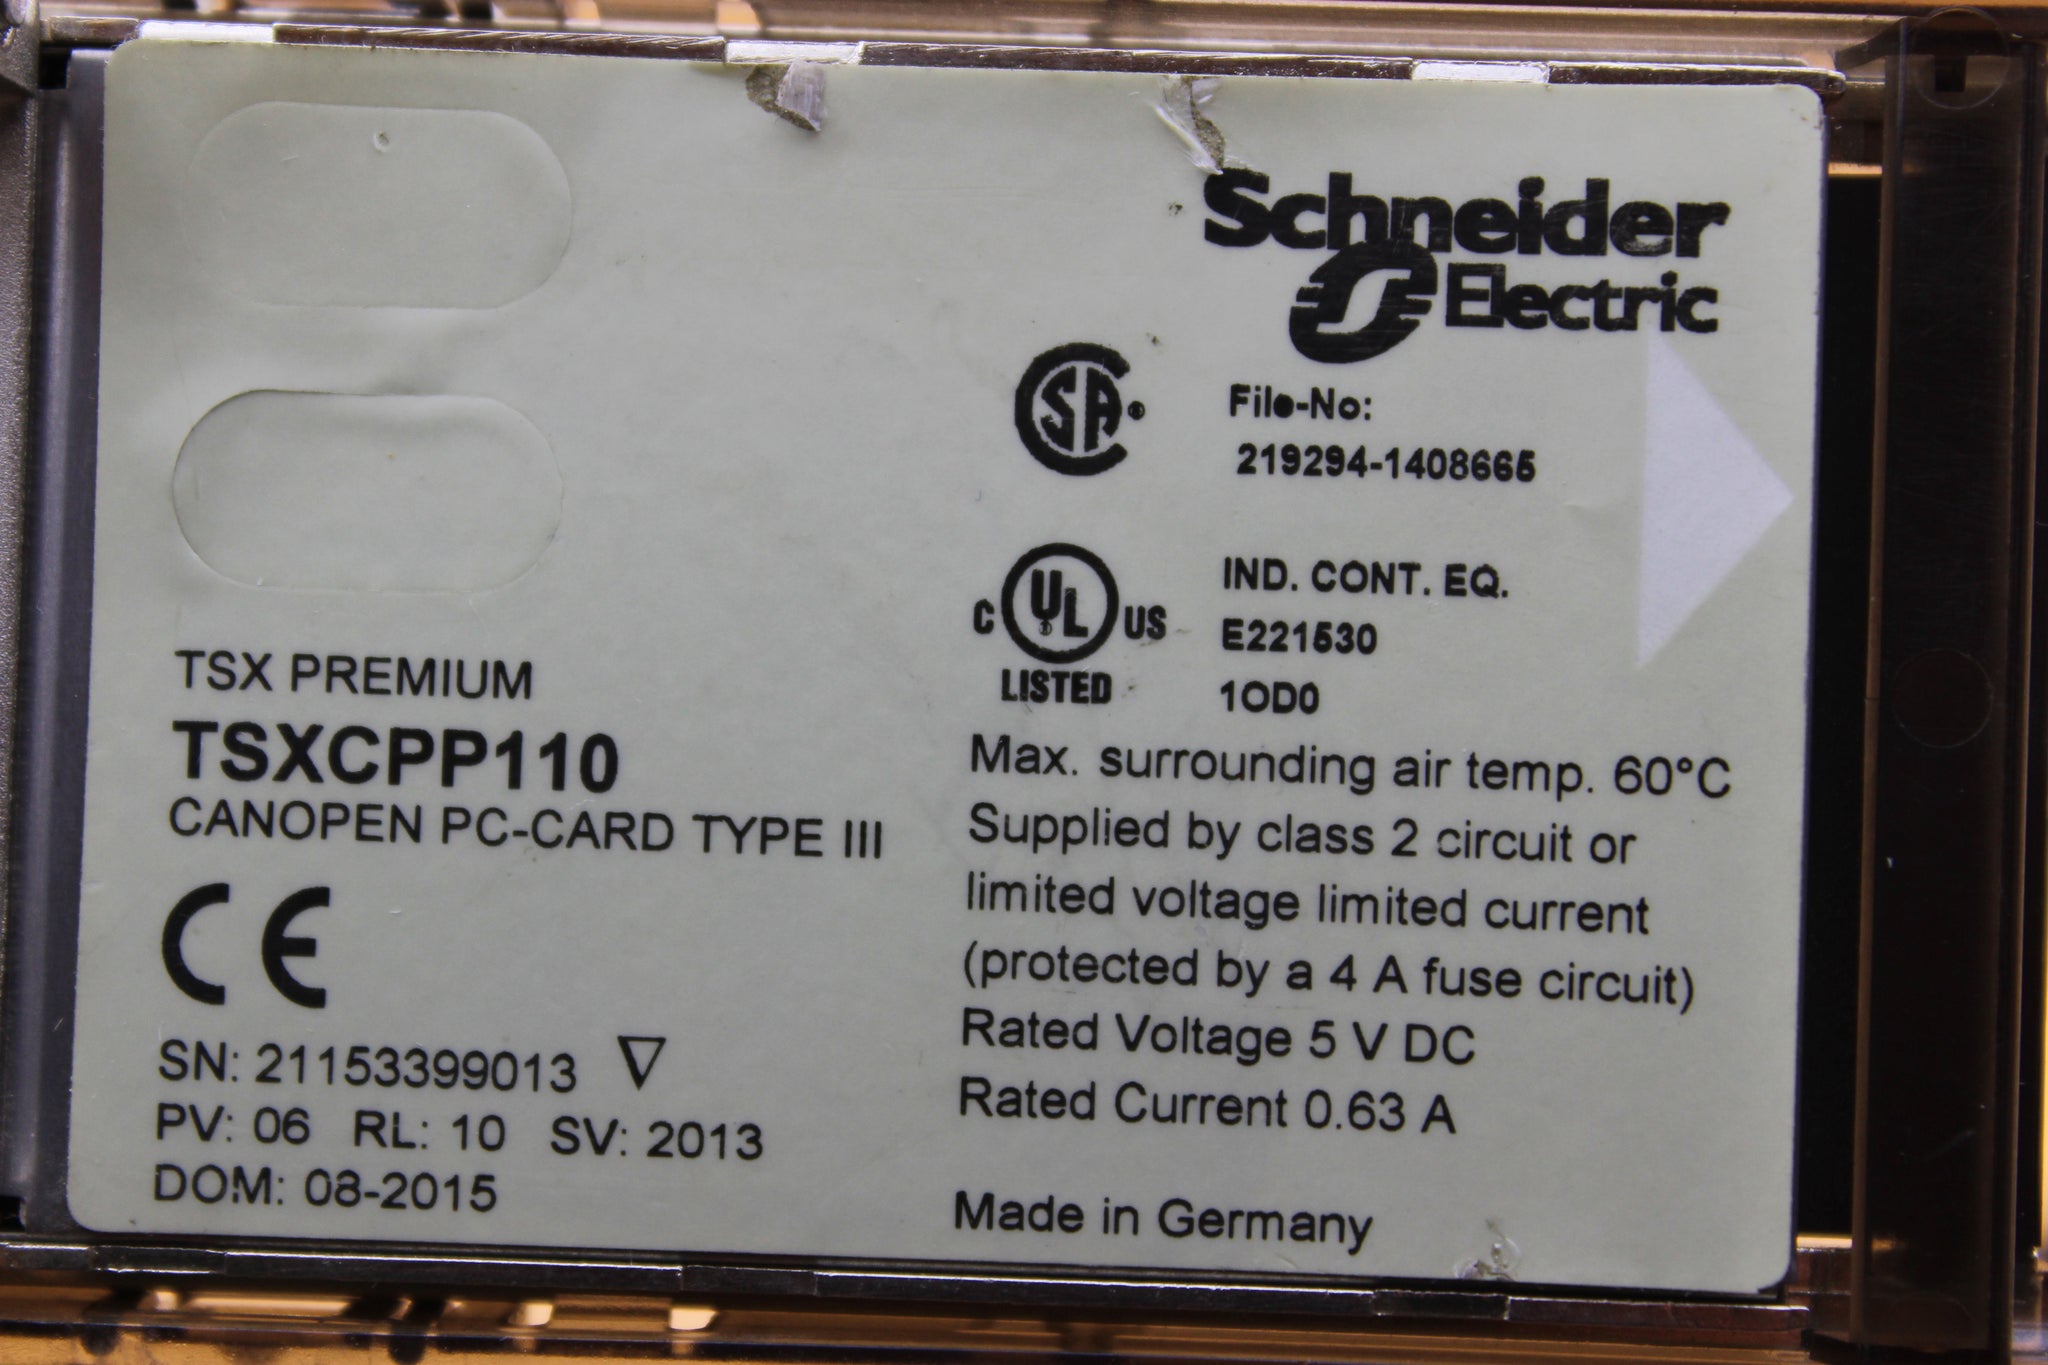 Schneider
Electric
CSA
File-No:
219294-1408665
C UL US
LISTED
IND. CONT. EQ.
E221530
1OD0
TSX PREMIUM
TSXCPP110
CANOPEN PC-CARD TYPE III
CE
SN: 21153399013
PV: 06 RL: 10 SV: 2013
DOM: 08-2015
Max. surrounding air temp. 60°C
Supplied by class 2 circuit or
limited voltage limited current
(protected by a 4 A fuse circuit)
Rated Voltage 5 V DC
Rated Current 0.63 A
Made in Germany